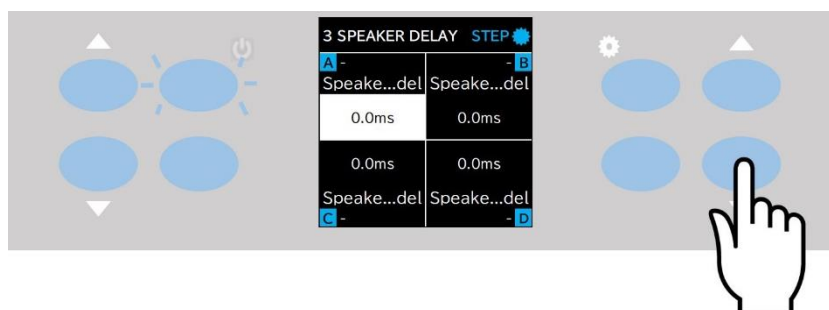 3 SPEAKER DELAY STEP
A - - B
Speake...del Speake...del
0.0ms 0.0ms
0.0ms 0.0ms
Speake...del Speake...del
C - - D